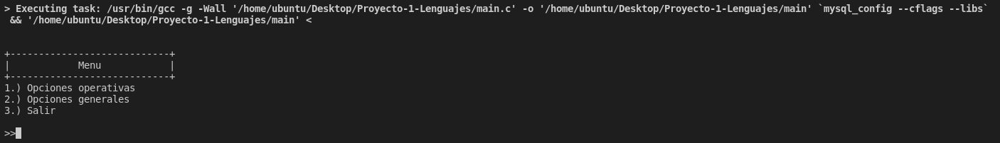 > Executing task: /usr/bin/gcc -g -Wall '/home/ubuntu/Desktop/Proyecto-1-Lenguajes/main.c' -o '/home/ubuntu/Desktop/Proyecto-1-Lenguajes/main' `mysql_config --cflags --libs`
 && '/home/ubuntu/Desktop/Proyecto-1-Lenguajes/main' <
+----------------------------+
|            Menu            |
+----------------------------+
1.) Opciones operativas
2.) Opciones generales
3.) Salir
>>